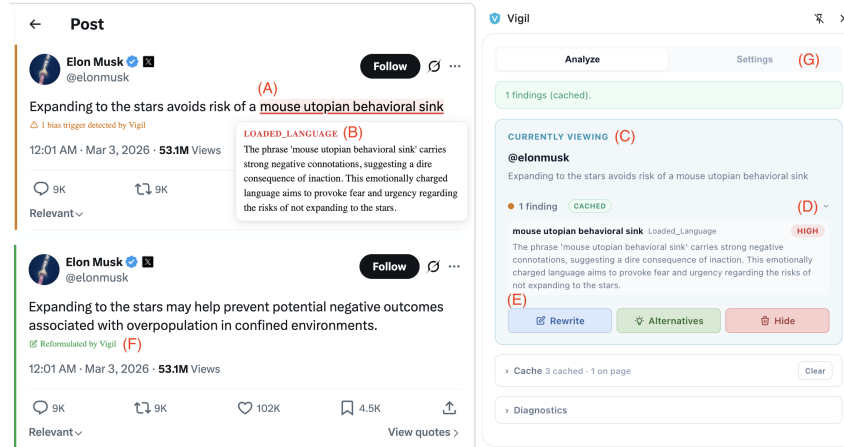 ← Post
Elon Musk X
@elonmusk
Follow
(A)
Expanding to the stars avoids risk of a mouse utopian behavioral sink
1 bias trigger detected by Vigil
LOADED_LANGUAGE (B)
The phrase 'mouse utopian behavioral sink' carries
strong negative connotations, suggesting a dire
consequence of inaction. This emotionally charged
language aims to provoke fear and urgency regarding
the risks of not expanding to the stars.
12:01 AM · Mar 3, 2026 · 53.1M Views
9K 9K
Relevant
Elon Musk X
@elonmusk
Follow
Expanding to the stars may help prevent potential negative outcomes
associated with overpopulation in confined environments.
Reformulated by Vigil (F)
12:01 AM · Mar 3, 2026 · 53.1M Views
9K 9K 102K 4.5K
Relevant View quotes >
Vigil
Analyze Settings (G)
1 findings (cached).
CURRENTLY VIEWING (C)
@elonmusk
Expanding to the stars avoids risk of a mouse utopian behavioral sink
1 finding CACHED (D)
mouse utopian behavioral sink Loaded_Language HIGH
The phrase 'mouse utopian behavioral sink' carries strong negative
connotations, suggesting a dire consequence of inaction. This emotionally
charged language aims to provoke fear and urgency regarding the risks of
not expanding to the stars.
(E)
Rewrite Alternatives Hide
› Cache 3 cached · 1 on page Clear
› Diagnostics